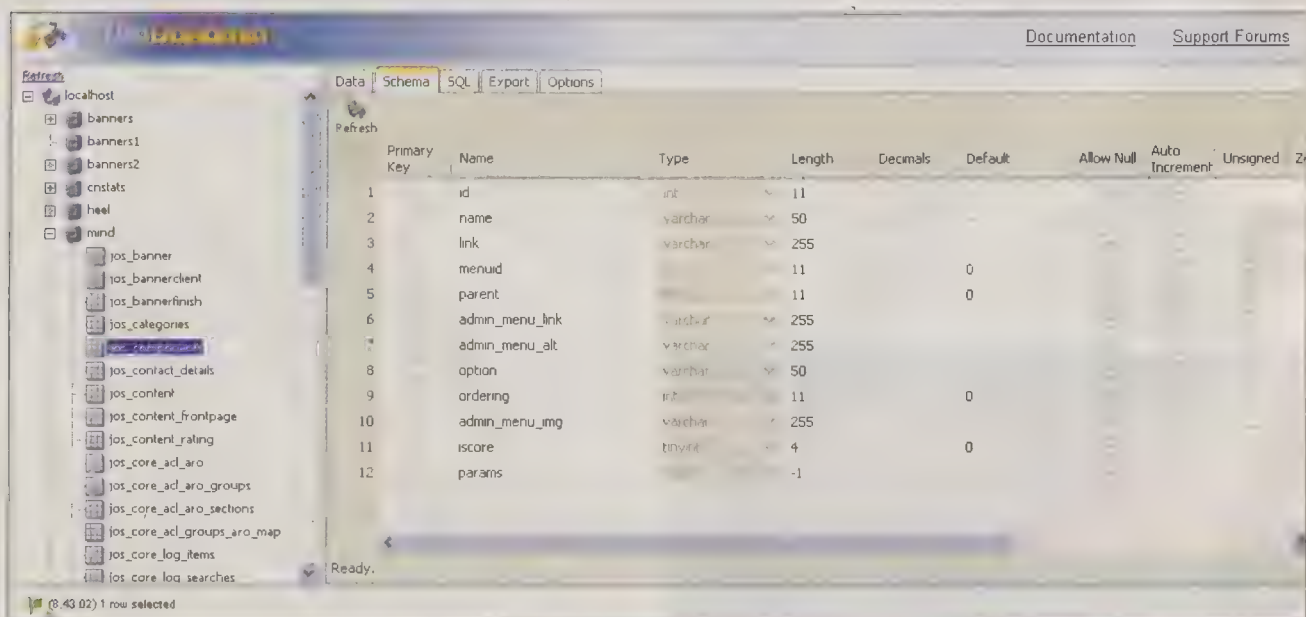 Documentation Support Forums
Refresh
localhost
banners
banners1
banners2
cnstats
heel
mind
jos_banner
jos_bannerclient
jos_bannerfinish
jos_categories
jos_contact_details
jos_content
jos_content_frontpage
jos_content_rating
jos_core_acl_aro
jos_core_acl_aro_groups
jos_core_acl_aro_sections
jos_core_acl_groups_aro_map
jos_core_log_items
jos_core_log_searches
Data Schema SQL Export Options
Refresh
Primary Key Name Type Length Decimals Default Allow Null Auto Increment Unsigned
1 id int 11
2 name varchar 50
3 link varchar 255
4 menuid 11 0
5 parent 11 0
6 admin_menu_link varchar 255
7 admin_menu_alt varchar 255
8 option varchar 50
9 ordering int 11 0
10 admin_menu_img varchar 255
11 iscore tinyint 4 0
12 params -1
Ready.
(8.43.02) 1 row selected